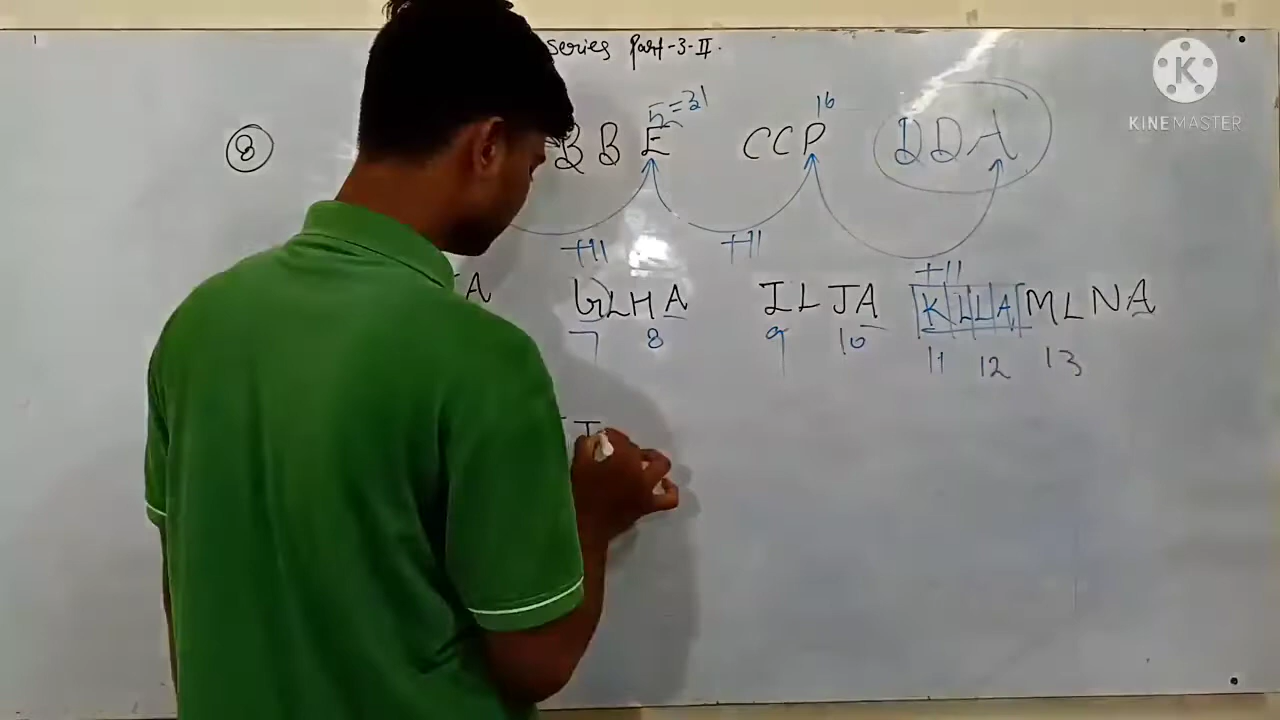 series Part-3-II.
5=31 16
8 BBE CCP DDA
+11 +11 +11
A GLHA ILJA KLLA MLNA
7 8 9 10 11 12 13
KINEMASTER